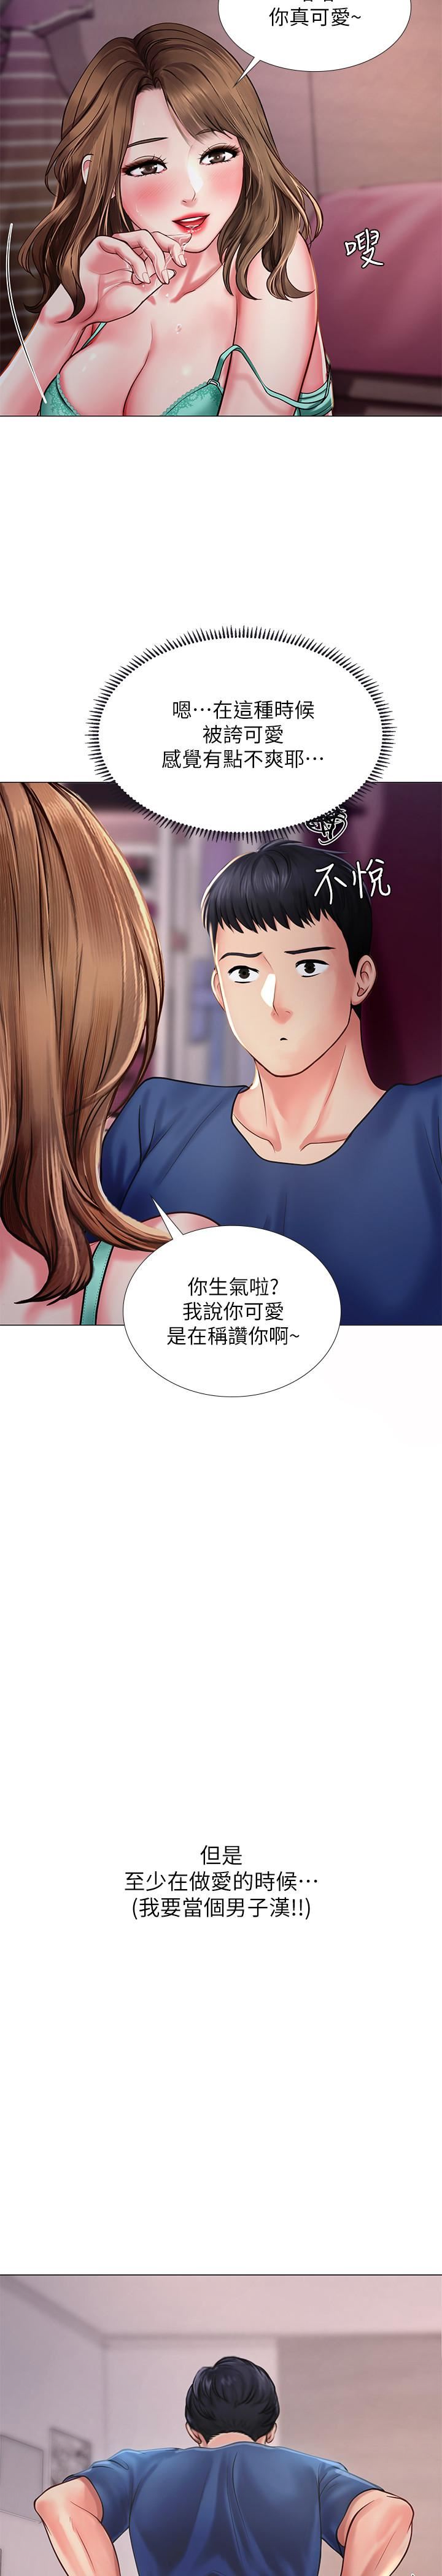 你真可愛~
嗖
嗯…在這種時候
被誇可愛
感覺有點不爽耶…
不悅
你生氣啦?
我說你可愛
是在稱讚你啊~
但是
至少在做愛的時候…
(我要當個男子漢!!)